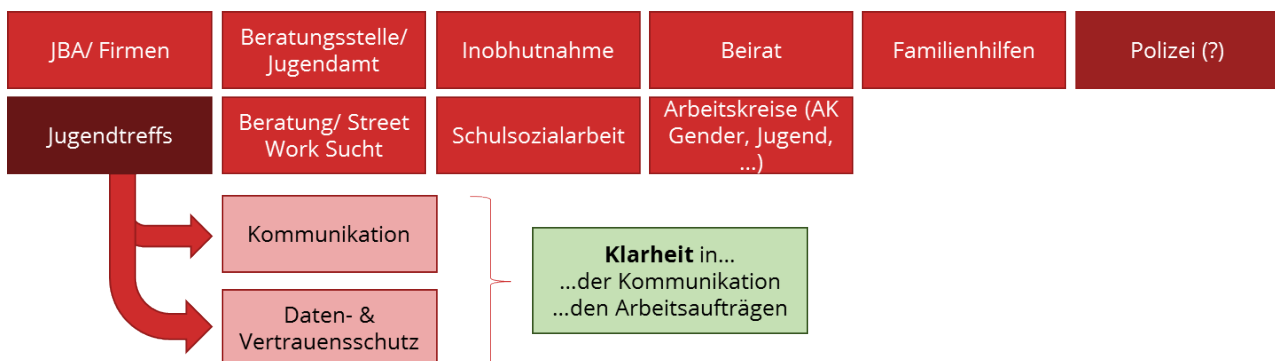 JBA/ Firmen
Beratungsstelle/
Jugendamt
Inobhutnahme
Beirat
Familienhilfen
Polizei (?)
Jugendtreffs
Beratung/ Street
Work Sucht
Schulsozialarbeit
Arbeitskreise (AK
Gender, Jugend,
...)
Kommunikation
Daten- &
Vertrauensschutz
Klarheit in...
...der Kommunikation
...den Arbeitsaufträgen